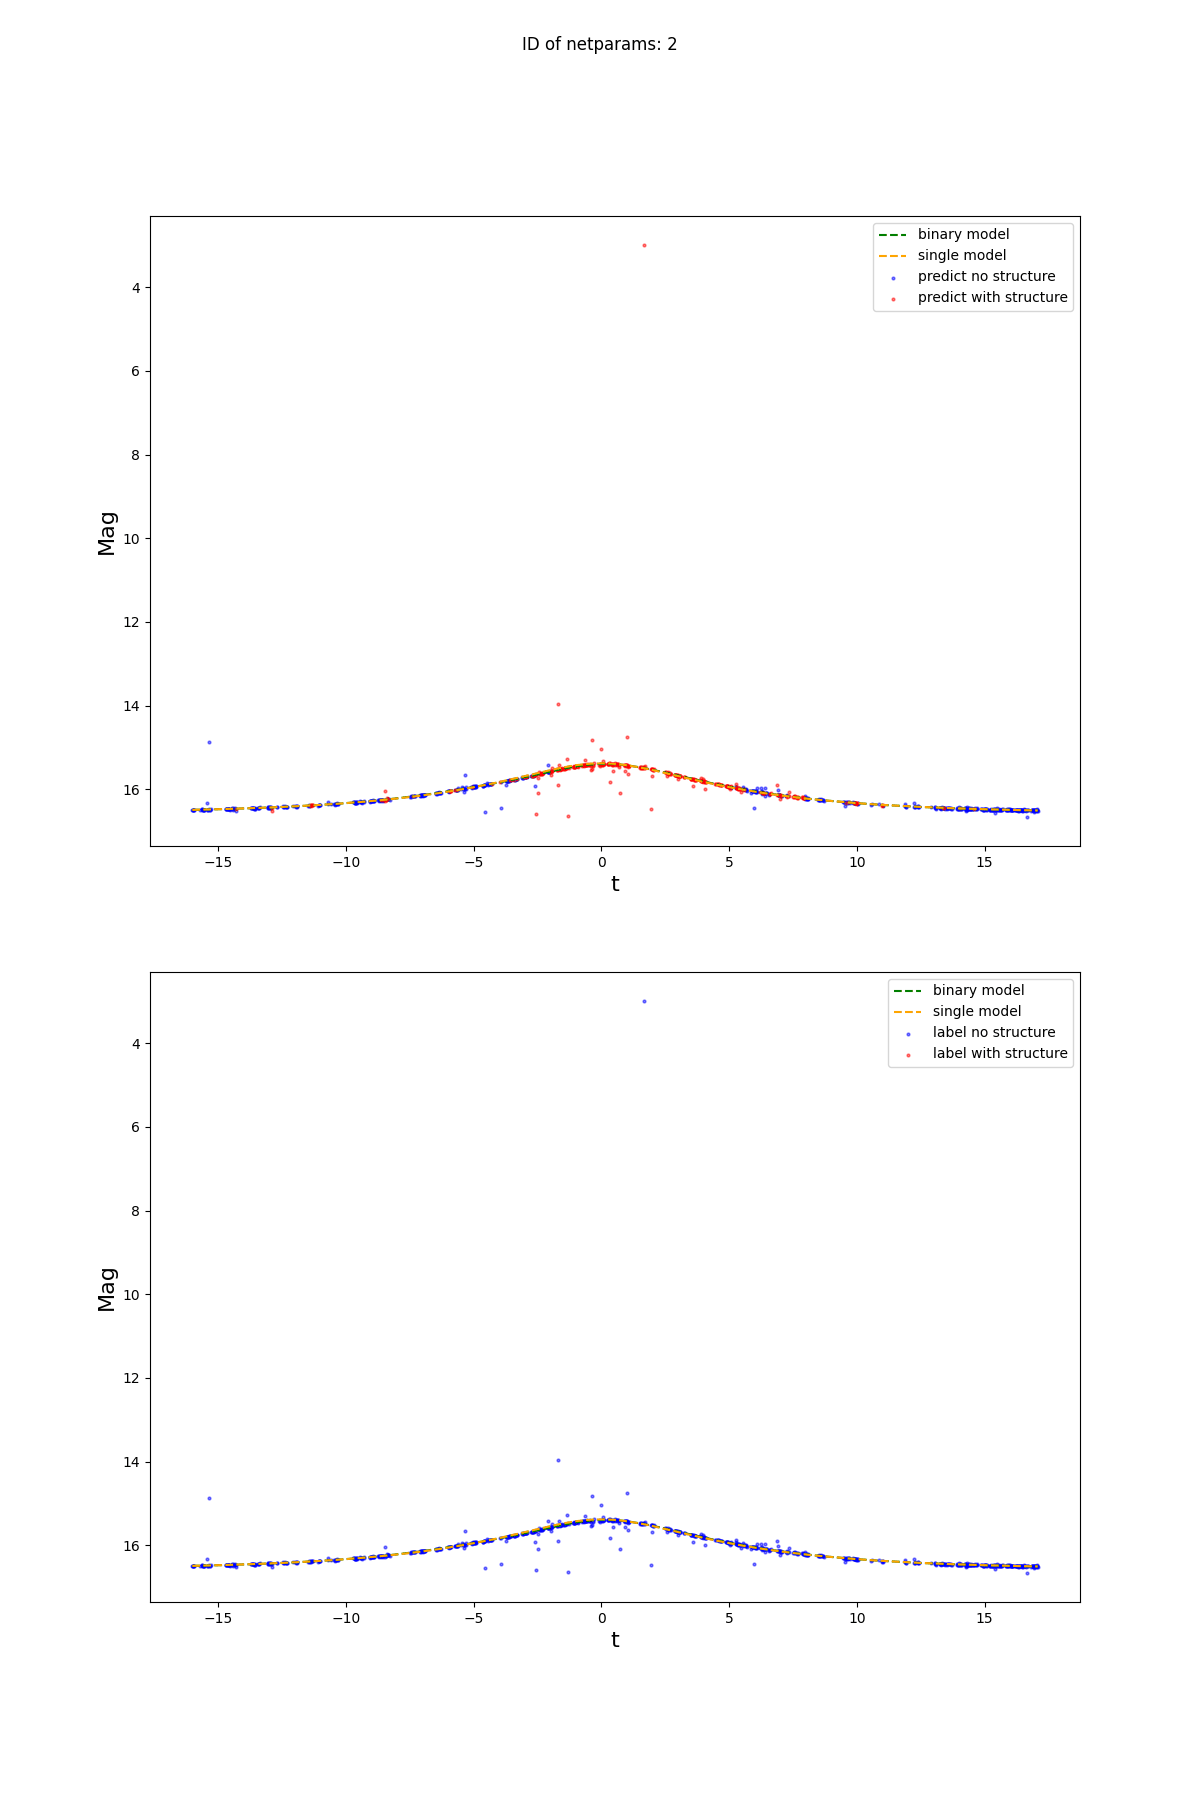 ID of netparams: 2
binary model
single model
predict no structure
predict with structure
4
6
8
10
12
14
16
Mag
−15
−10
−5
0
5
10
15
t
binary model
single model
label no structure
label with structure
4
6
8
10
12
14
16
Mag
−15
−10
−5
0
5
10
15
t